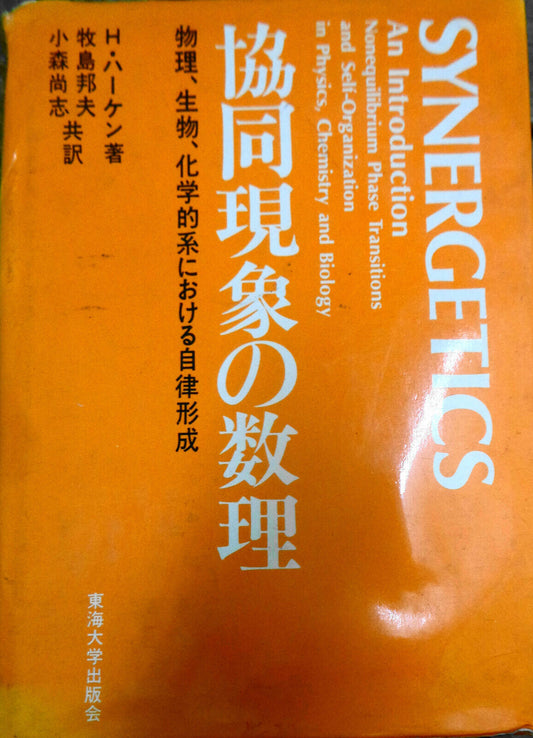 SYNERGETICS
An Introduction
Nonequilibrium Phase Transitions
and Self-Organization
in Physics, Chemistry and Biology
協同現象の数理
物理、生物、化学的系における自律形成
H・ハーケン著
牧島邦夫
小森尚志 共訳
東海大学出版会